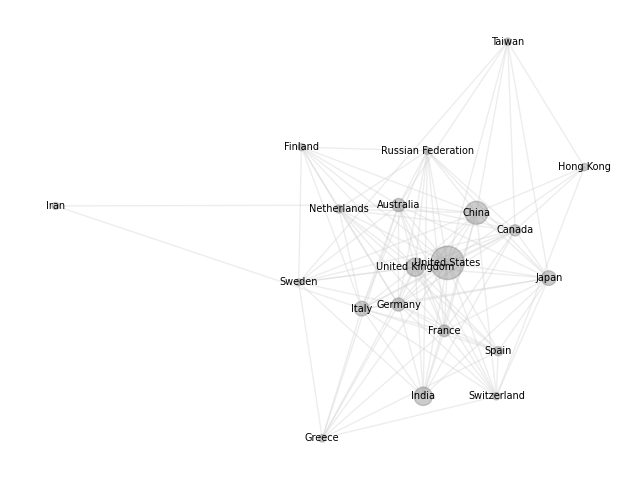 Taiwan
Finland
Russian Federation
Hong Kong
Iran
Netherlands
Australia
China
Canada
United Kingdom
United States
Sweden
Japan
Italy
Germany
France
Spain
India
Switzerland
Greece